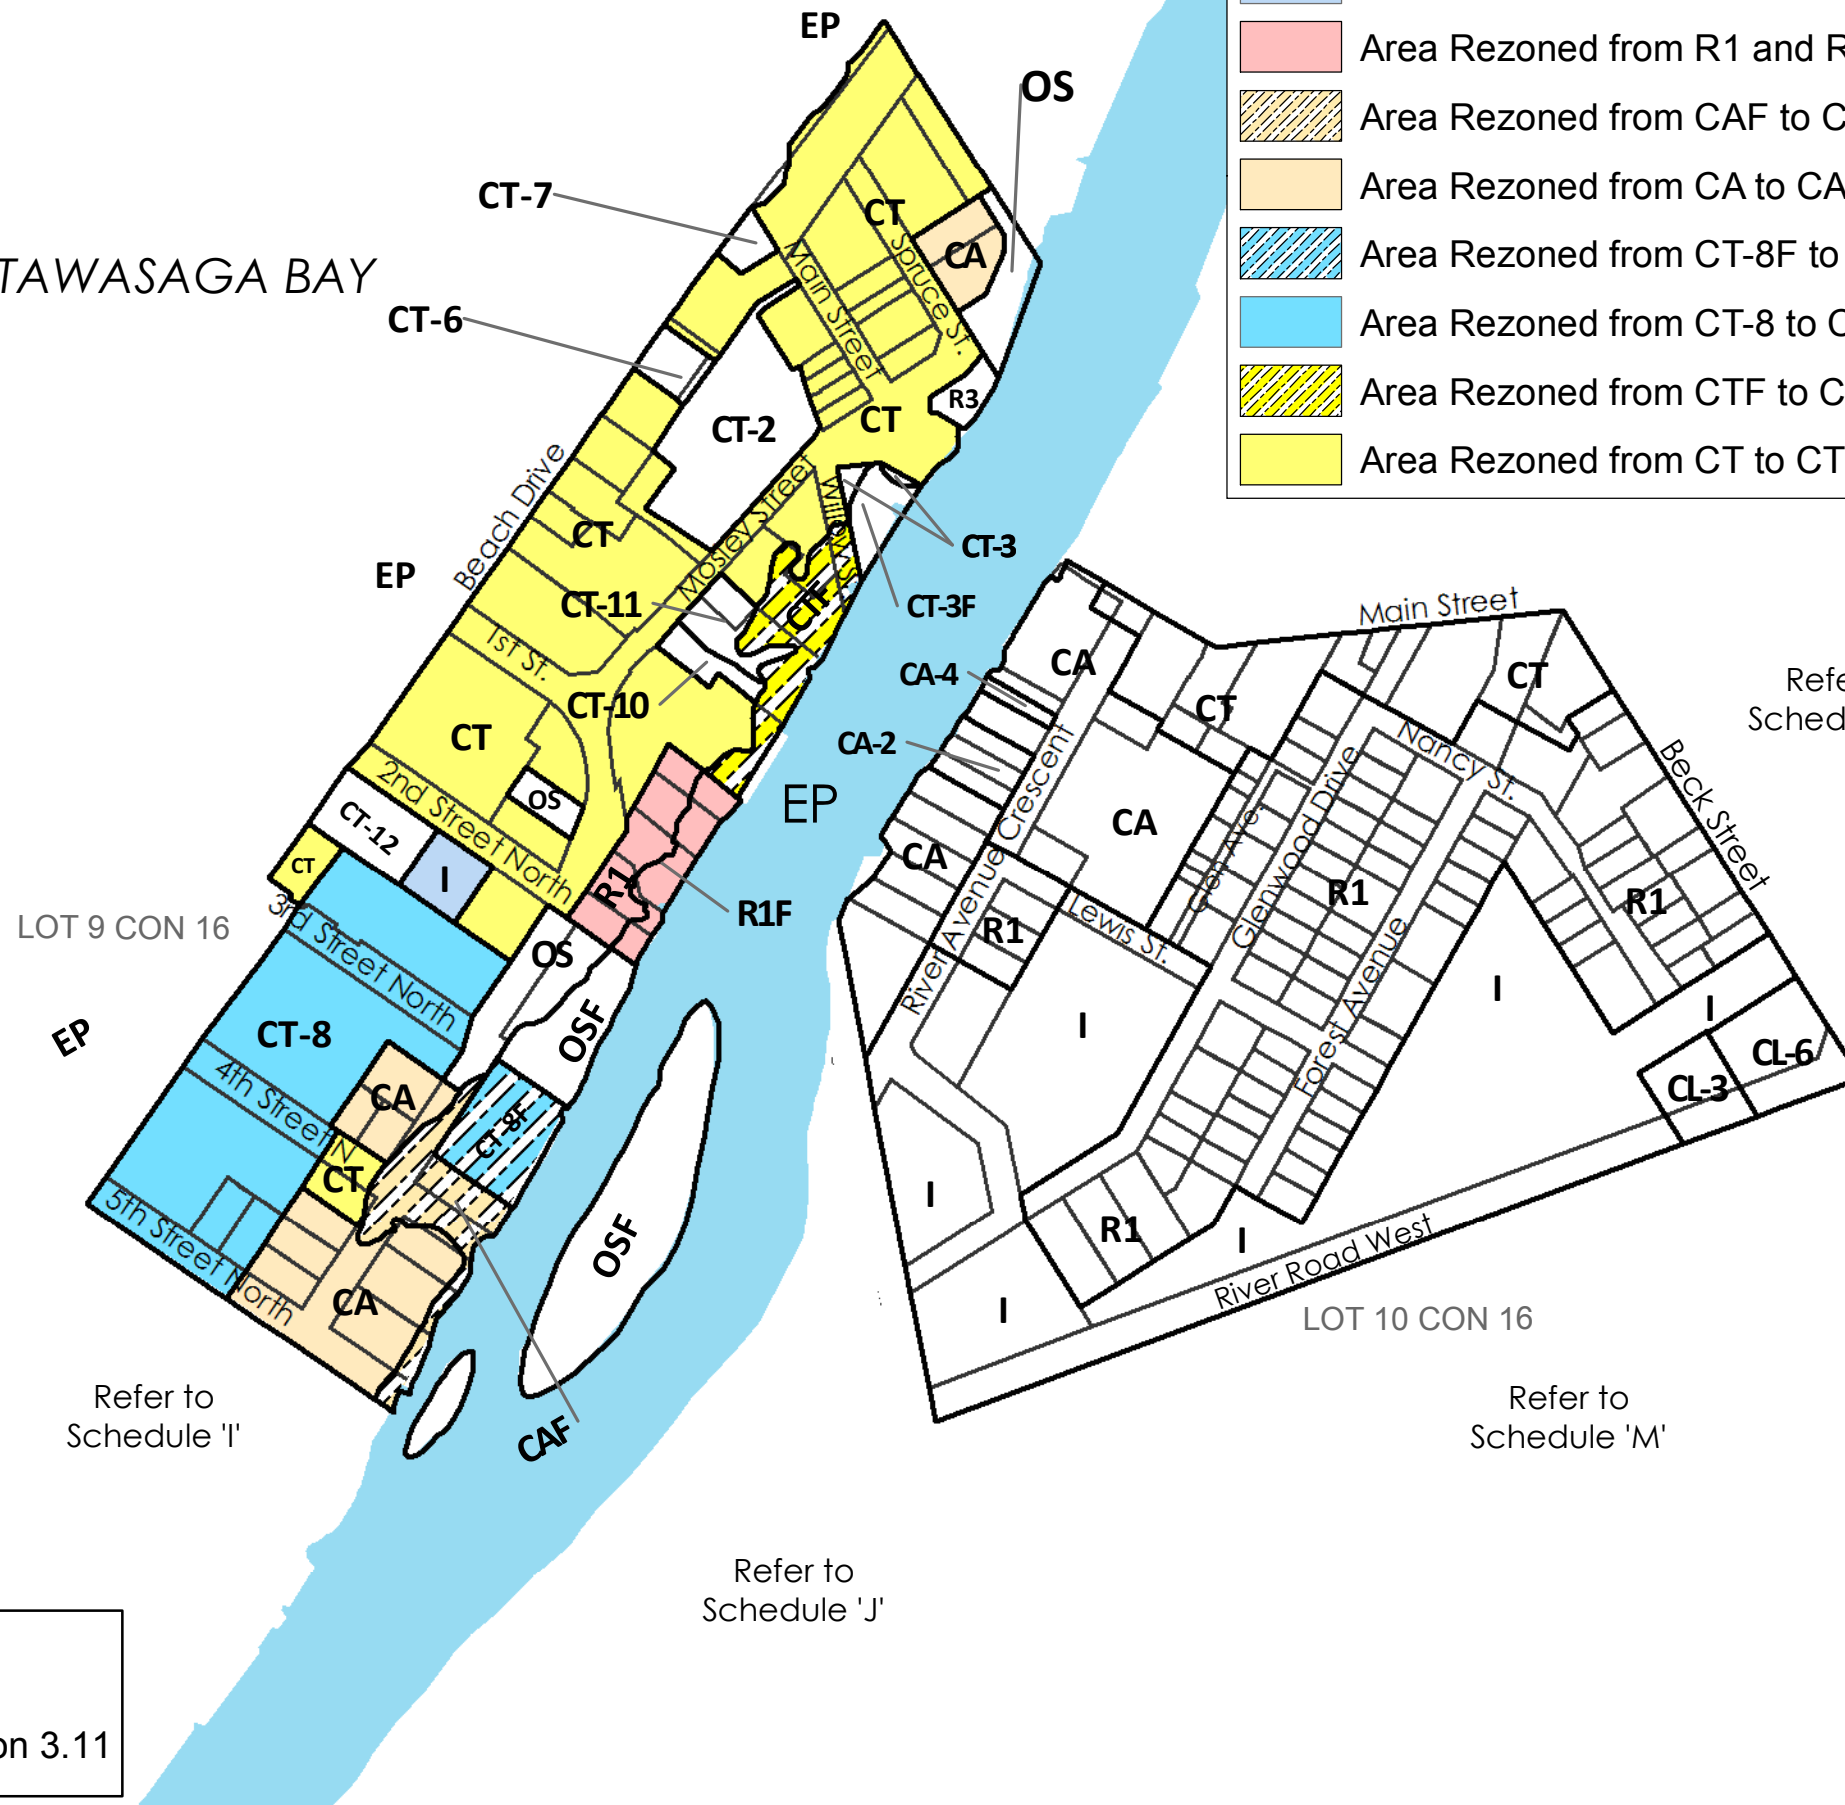 EP
OS
Area Rezoned from R1 and R
Area Rezoned from CAF to C
Area Rezoned from CA to CA
Area Rezoned from CT-8F to
Area Rezoned from CT-8 to C
Area Rezoned from CTF to C
Area Rezoned from CT to CT
CT-7
CT
CA
Spruce St.
Main Street
TAWASAGA BAY
CT-6
R3
CT-2
CT
Beach Drive
Mosley Street
Willow St.
CT
CT-3
EP
CT-11
CTF
CT-3F
Main Street
1st St.
CA
CA-4
CT
CT
Refe
Sched
CT-10
CT
CA-2
Nancy St.
Beck Street
2nd Street North
OS
EP
River Avenue Crescent
CA
Glen Ave.
Glenwood Drive
CT-12
CT
I
R1
CA
R1
R1
R1F
Lewis St.
R1
LOT 9 CON 16
3rd Street North
OS
Forest Avenue
I
I
EP
CT-8
OSF
I
CL-6
CL-3
4th Street N
CA
CT-8F
CT
I
R1
I
5th Street North
OSF
River Road West
CA
I
LOT 10 CON 16
Refer to
Schedule 'I'
CAF
Refer to
Schedule 'M'
Refer to
Schedule 'J'
on 3.11